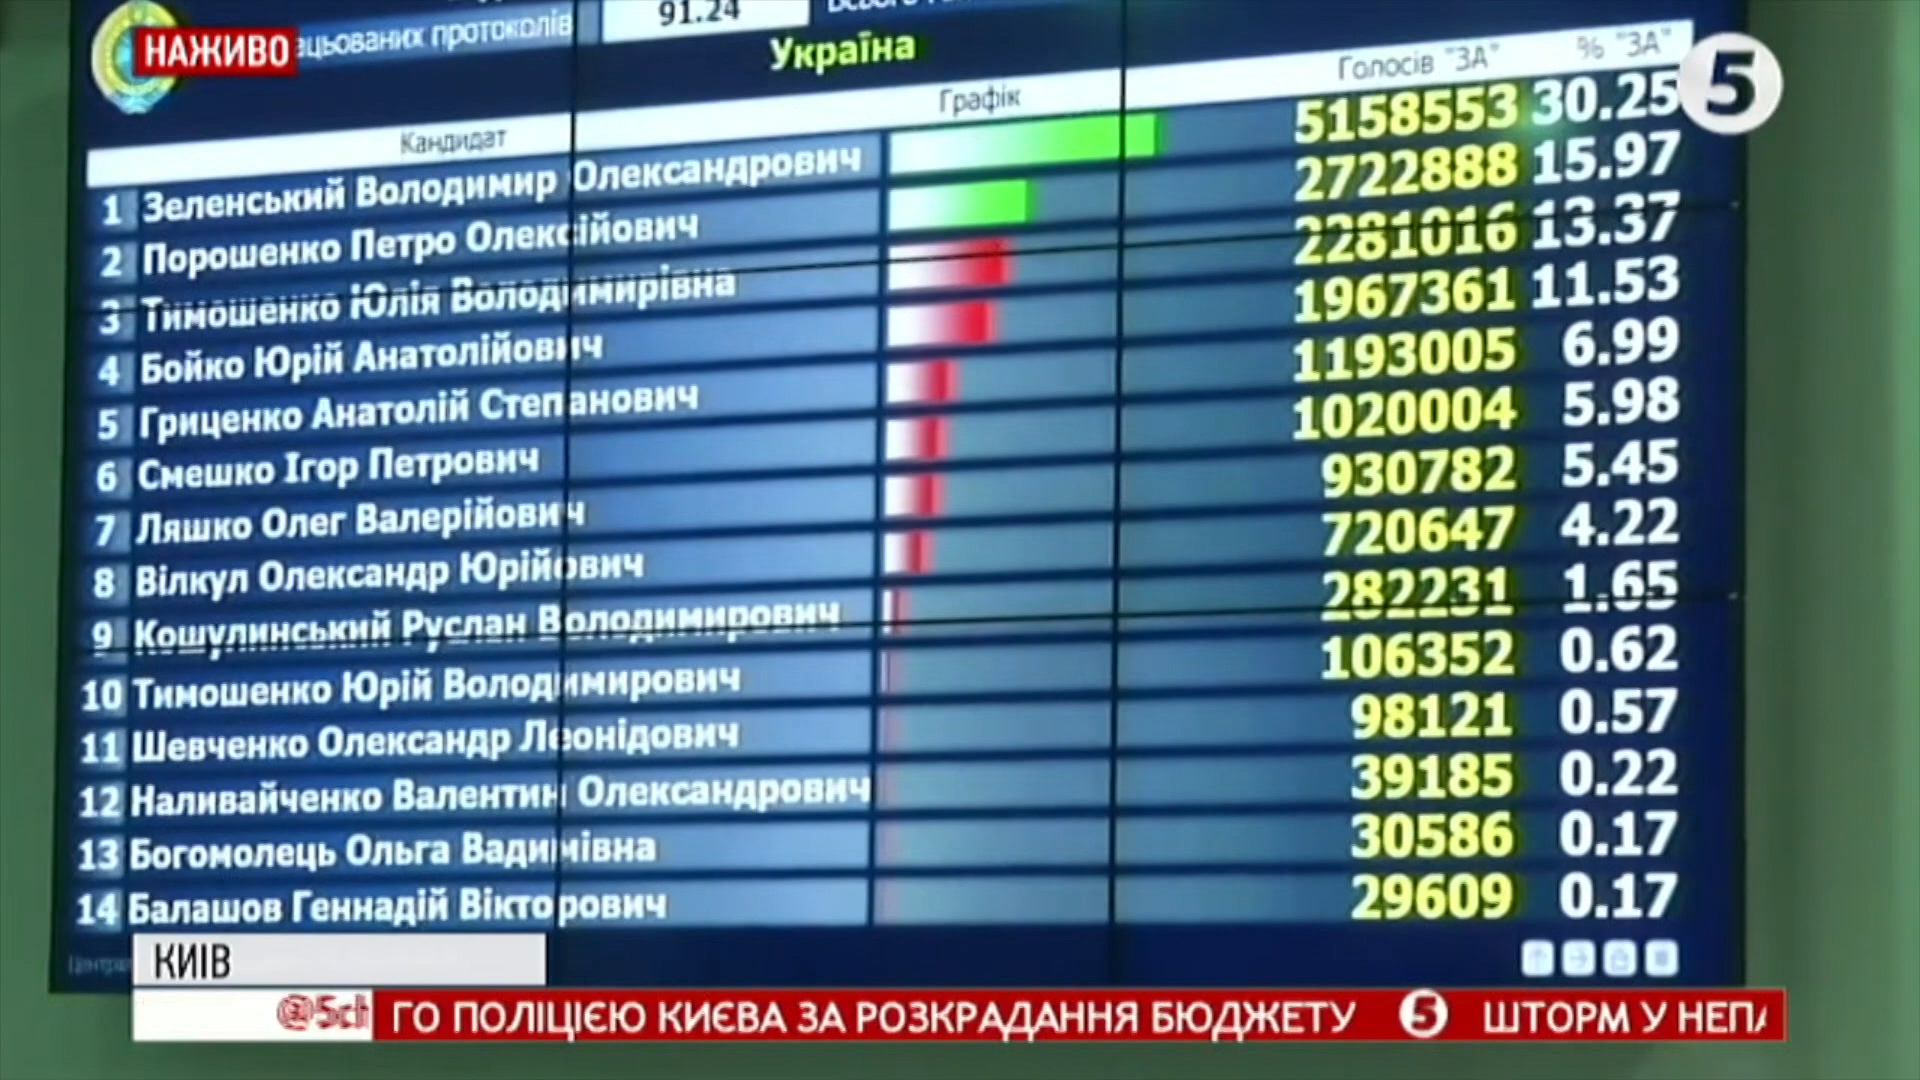 НАЖИВО
ацьованих протоколів 91.24
Україна
5
Кандидат Графік Голосів "ЗА" % "ЗА"
1 Зеленський Володимир Олександрович 5158553 30.25
2 Порошенко Петро Олексійович 2722888 15.97
3 Тимошенко Юлія Володимирівна 2281016 13.37
4 Бойко Юрій Анатолійович 1967361 11.53
5 Гриценко Анатолій Степанович 1193005 6.99
6 Смешко Ігор Петрович 1020004 5.98
7 Ляшко Олег Валерійович 930782 5.45
8 Вілкул Олександр Юрійович 720647 4.22
9 Кошулинський Руслан Володимирович 282231 1.65
10 Тимошенко Юрій Володимирович 106352 0.62
11 Шевченко Олександр Леонідович 98121 0.57
12 Наливайченко Валентин Олександрович 39185 0.22
13 Богомолець Ольга Вадимівна 30586 0.17
14 Балашов Геннадій Вікторович 29609 0.17
КИЇВ
@5ch ГО ПОЛІЦІЄЮ КИЄВА ЗА РОЗКРАДАННЯ БЮДЖЕТУ 5 ШТОРМ У НЕПА